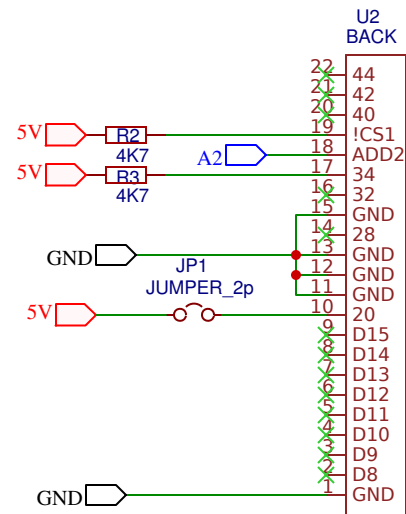 U2
BACK
22 44
21 42
20 40
5V R2 19 !CS1
4K7 A2 18 ADD2
5V R3 17 34
4K7 16 32
15 GND
14 28
GND 13 GND
JP1 12 GND
JUMPER_2p 11 GND
5V 10 20
9 D15
8 D14
7 D13
6 D12
5 D11
4 D10
3 D9
2 D8
GND 1 GND